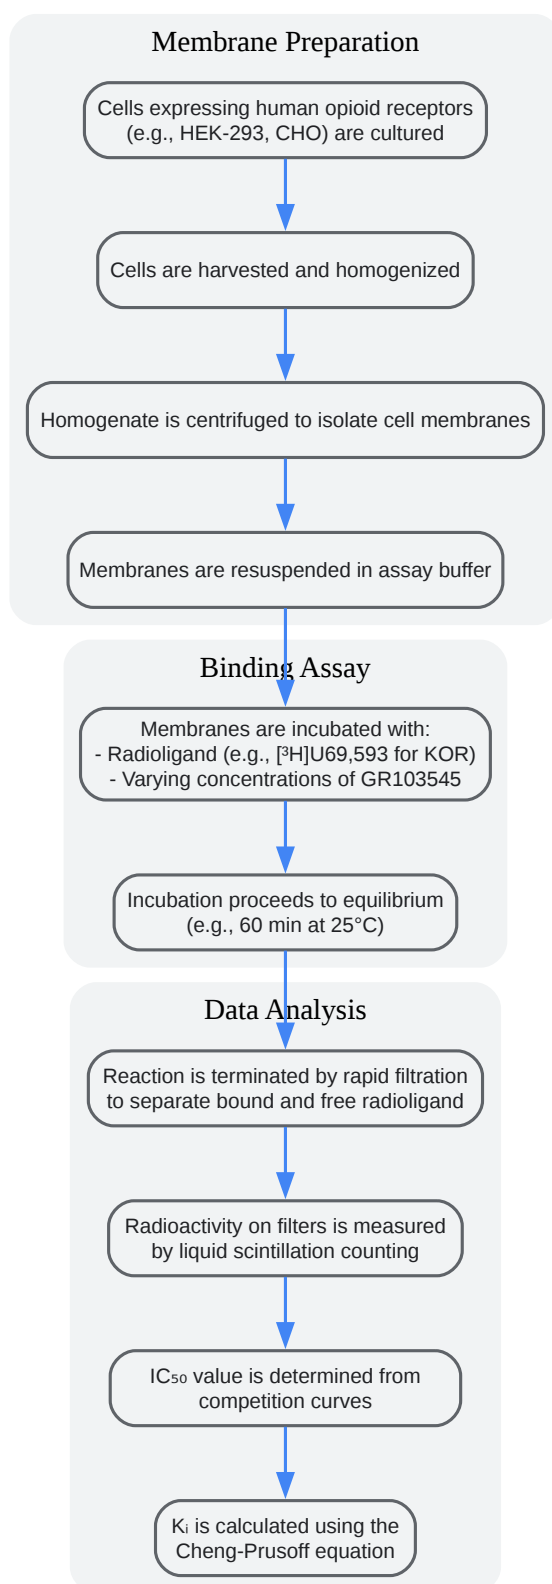 Membrane Preparation
Cells expressing human opioid receptors
(e.g., HEK-293, CHO) are cultured
Cells are harvested and homogenized
Homogenate is centrifuged to isolate cell membranes
Membranes are resuspended in assay buffer
Binding Assay
Membranes are incubated with:
- Radioligand (e.g., [³H]U69,593 for KOR)
- Varying concentrations of GR103545
Incubation proceeds to equilibrium
(e.g., 60 min at 25°C)
Data Analysis
Reaction is terminated by rapid filtration
to separate bound and free radioligand
Radioactivity on filters is measured
by liquid scintillation counting
IC₅₀ value is determined from
competition curves
Kᵢ is calculated using the
Cheng-Prusoff equation